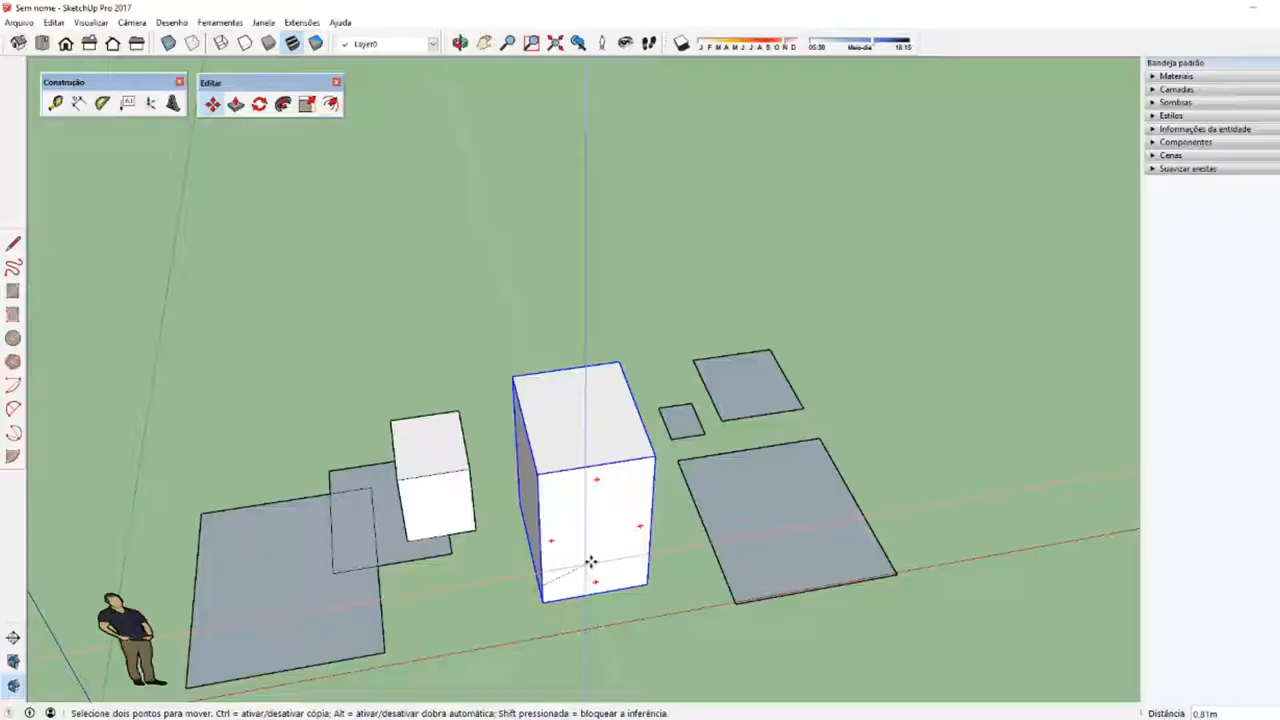 Sem nome - SketchUp Pro 2017
Arquivo Editar Visualizar Câmera Desenho Ferramentas Janela Extensões Ajuda
Layer0
J F M A M J J A S O N D
05:30 Meio-dia 18:15
Construção
Editar
Bandeja padrão
Materiais
Camadas
Sombras
Estilos
Informações da entidade
Componentes
Cenas
Suavizar arestas
Selecione dois pontos para mover. Ctrl = ativar/desativar cópia; Alt = ativar/desativar dobra automática; Shift pressionada = bloquear a inferência.
Distância 0,81m